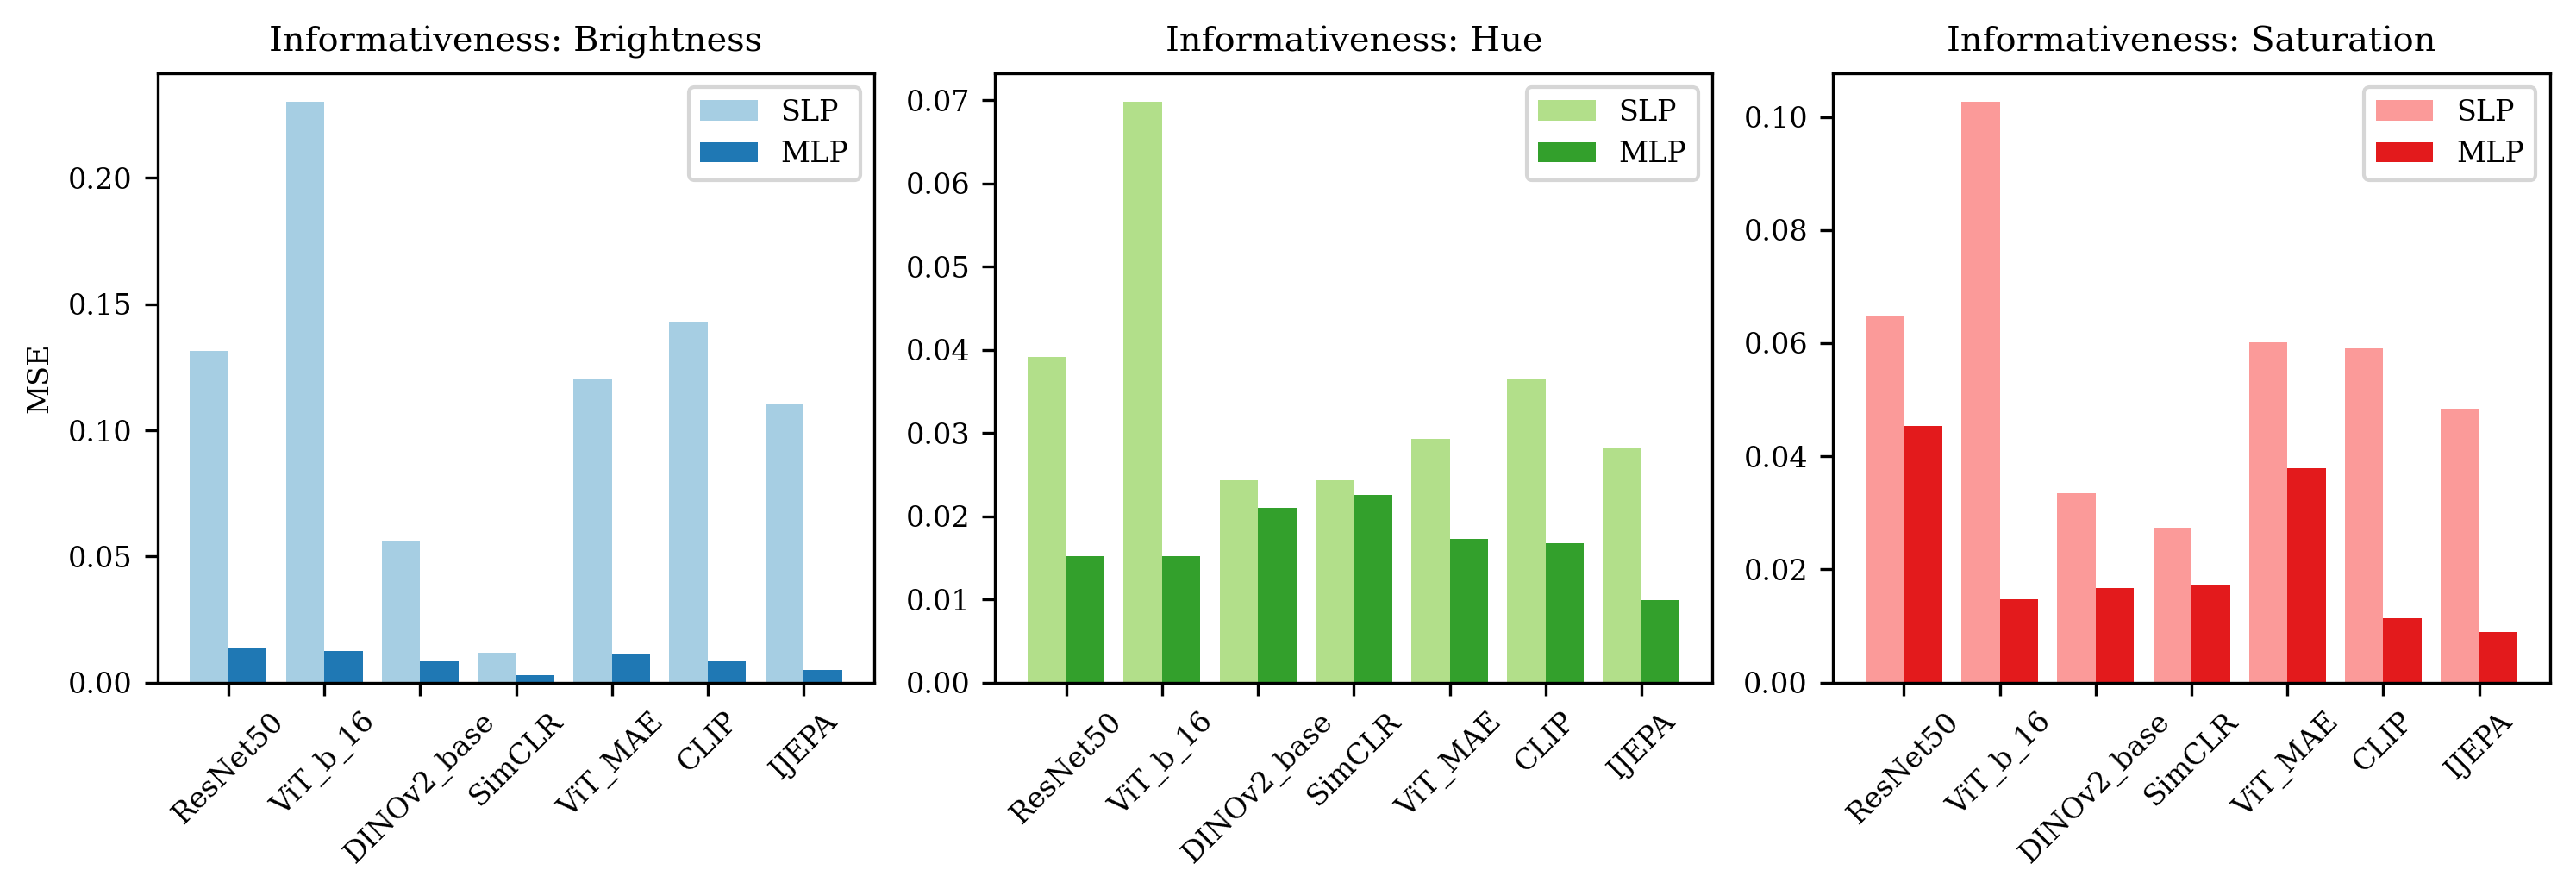 Informativeness: Brightness
MSE
0.20
0.15
0.10
0.05
0.00
SLP
MLP
ResNet50
ViT_b_16
DINOv2_base
SimCLR
ViT_MAE
CLIP
IJEPA
Informativeness: Hue
0.07
0.06
0.05
0.04
0.03
0.02
0.01
0.00
SLP
MLP
ResNet50
ViT_b_16
DINOv2_base
SimCLR
ViT_MAE
CLIP
IJEPA
Informativeness: Saturation
0.10
0.08
0.06
0.04
0.02
0.00
SLP
MLP
ResNet50
ViT_b_16
DINOv2_base
SimCLR
ViT_MAE
CLIP
IJEPA